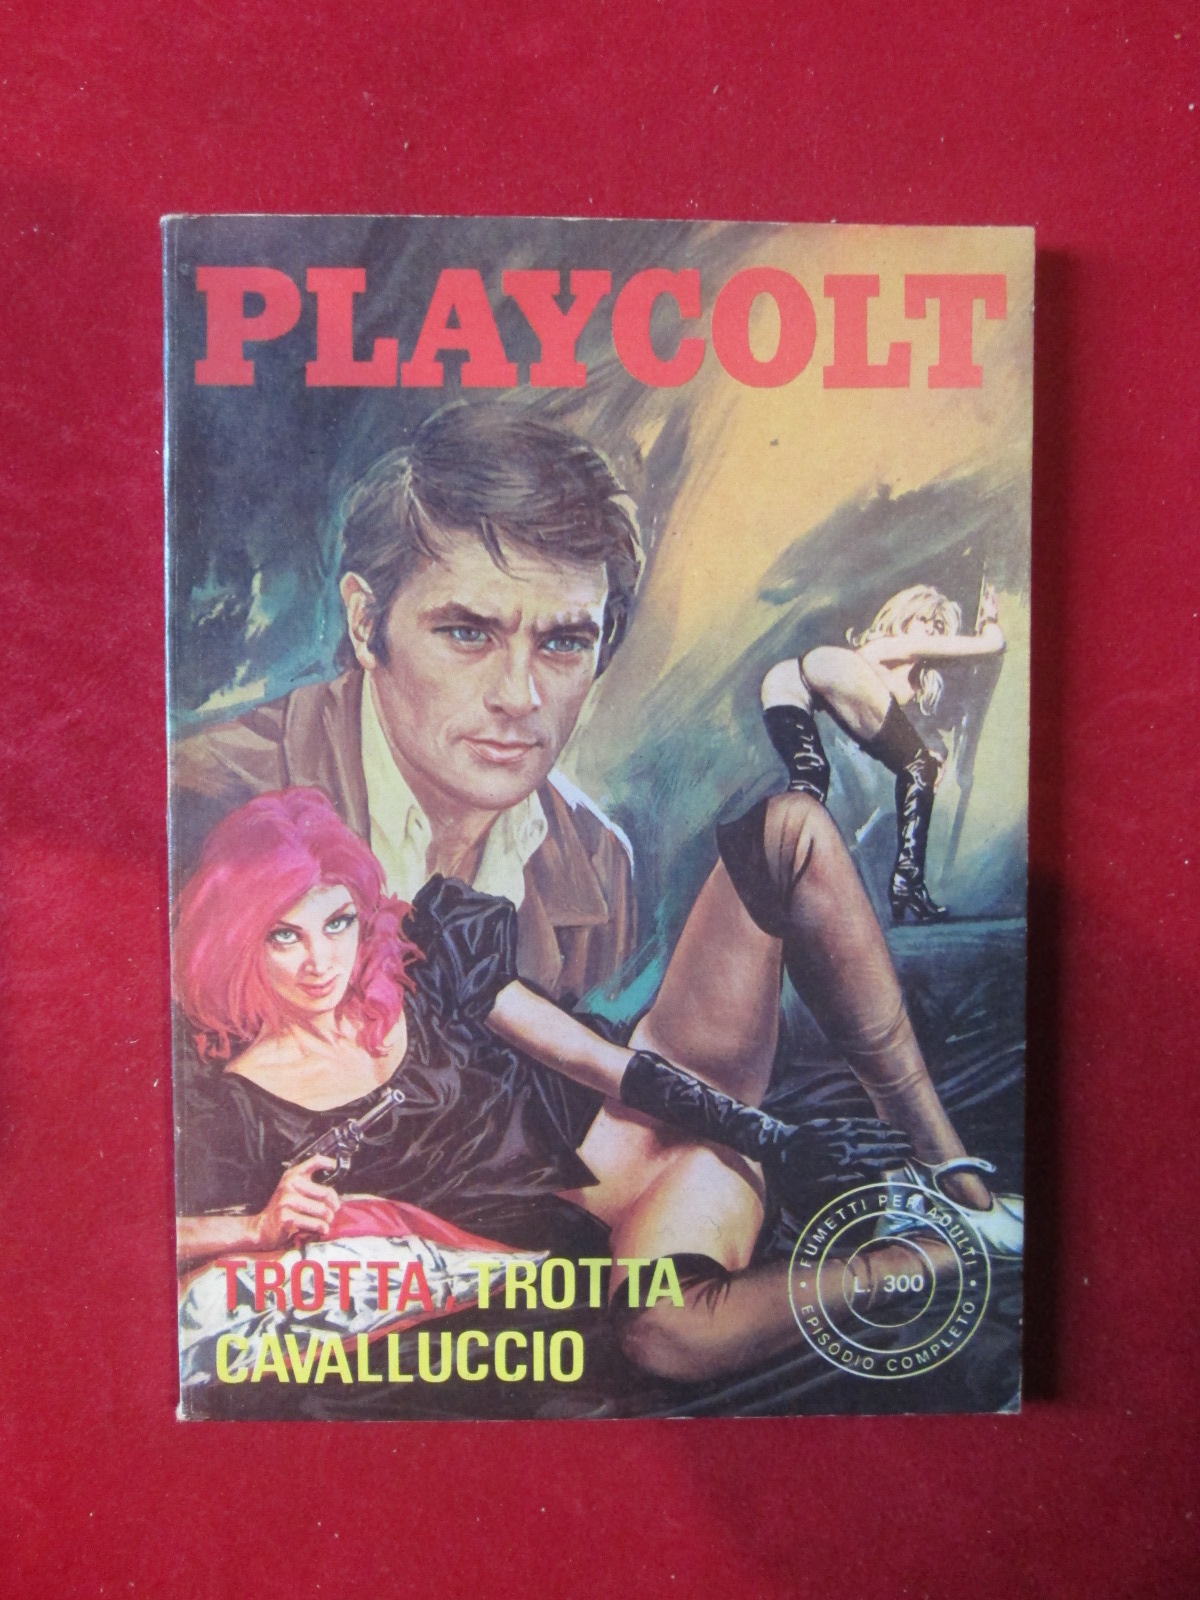 PLAYCOLT
TROTTA, TROTTA
CAVALLUCCIO
• FUMETTI PER ADULTI •
L. 300
EPISODIO COMPLETO